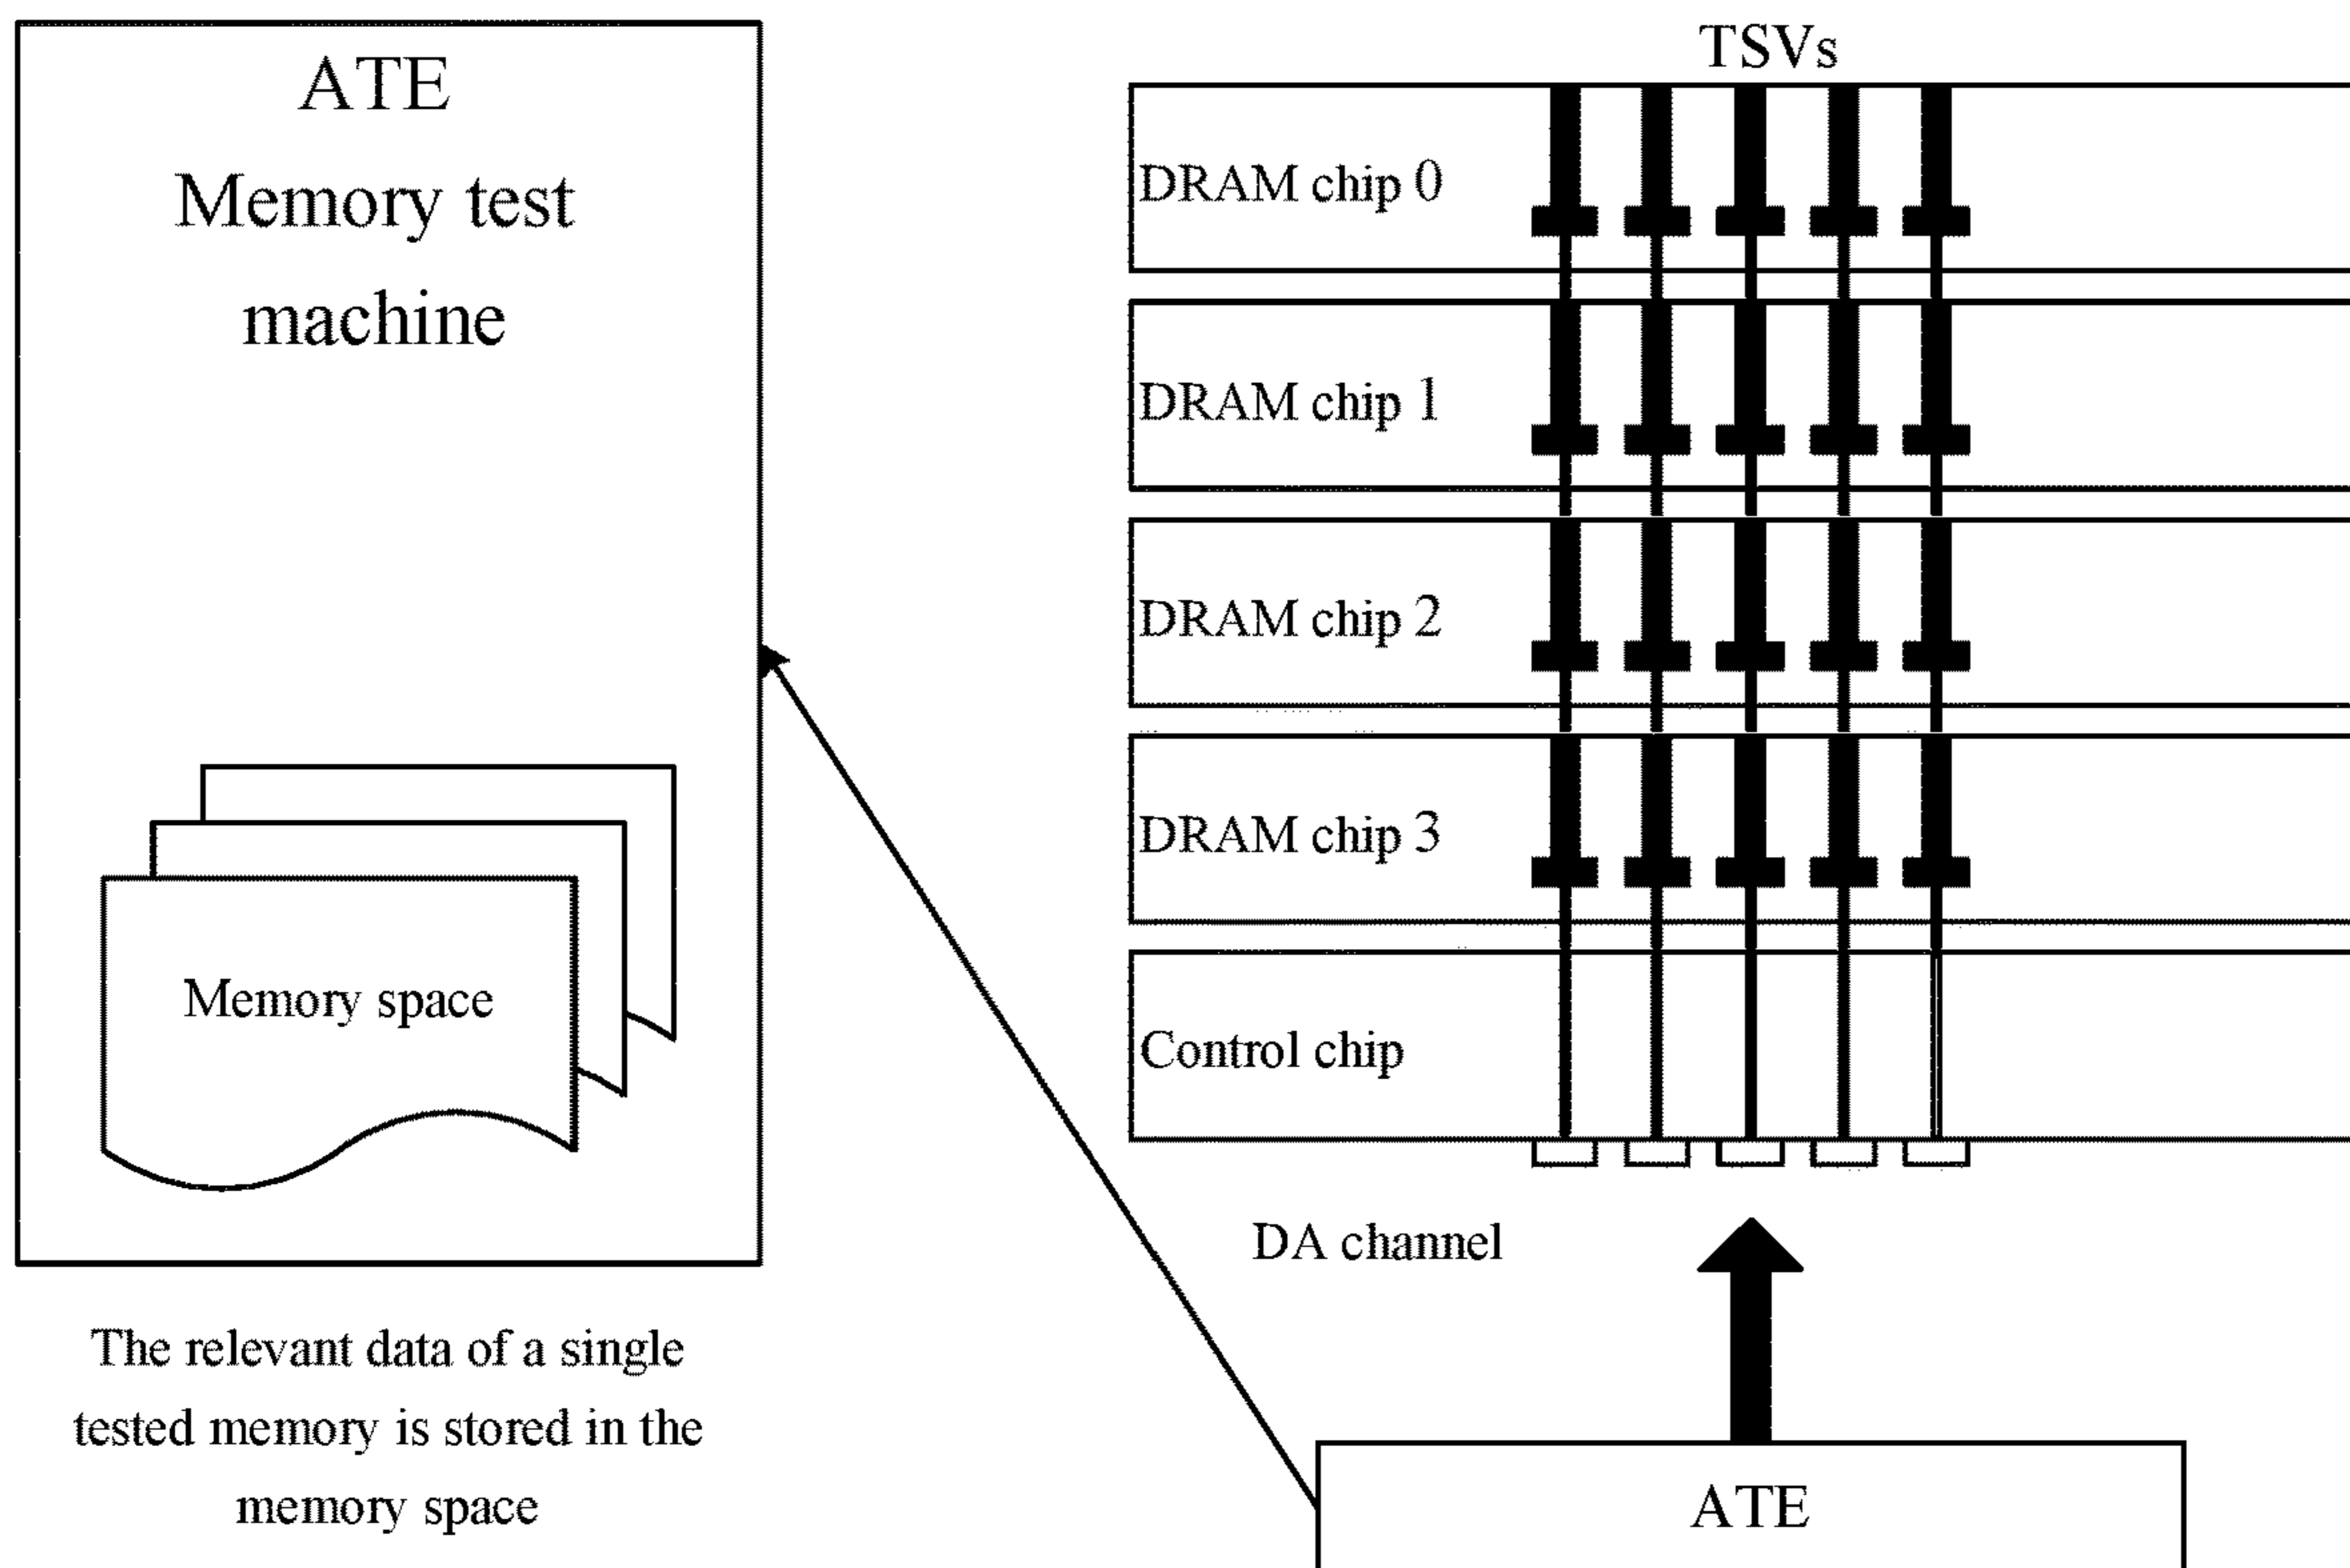 ATE
Memory test
machine
Memory space
The relevant data of a single
tested memory is stored in the
memory space
TSVs
DRAM chip 0
DRAM chip 1
DRAM chip 2
DRAM chip 3
Control chip
DA channel
ATE